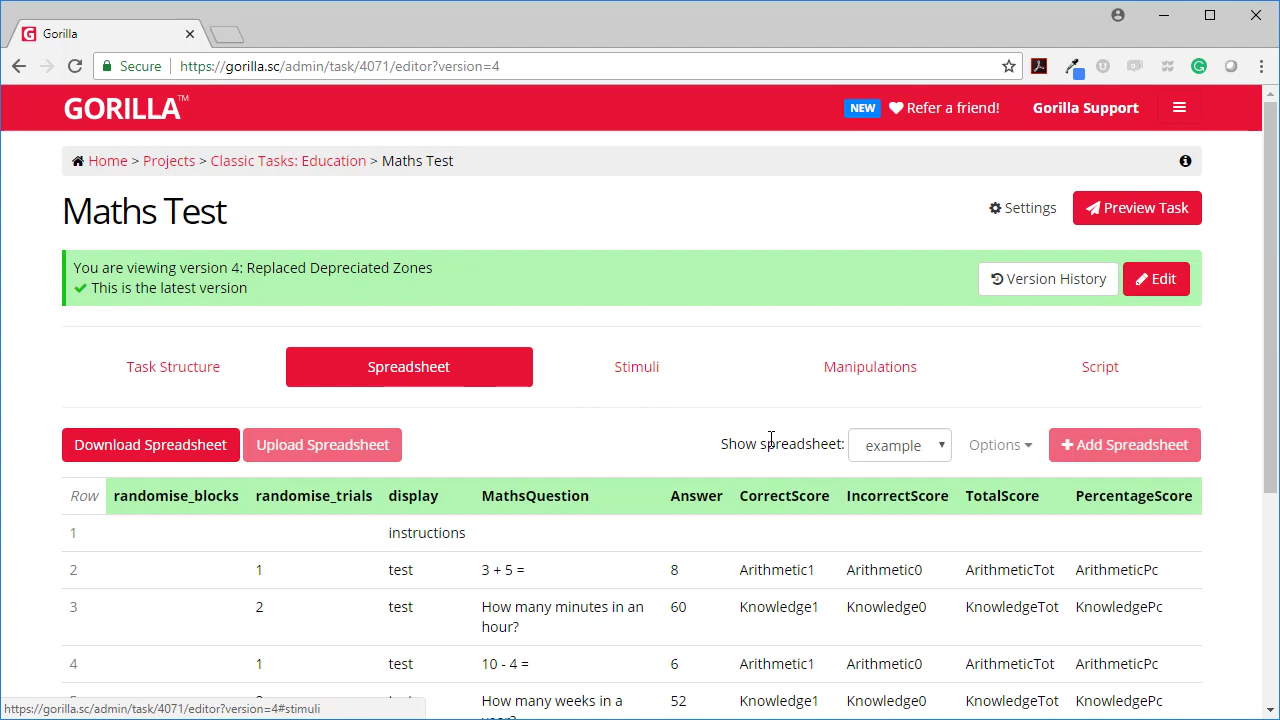 Gorilla
Secure https://gorilla.sc/admin/task/4071/editor?version=4
GORILLA™ NEW Refer a friend! Gorilla Support
Home > Projects > Classic Tasks: Education > Maths Test
Maths Test Settings Preview Task
You are viewing version 4: Replaced Depreciated Zones
This is the latest version Version History Edit
Task Structure Spreadsheet Stimuli Manipulations Script
Download Spreadsheet Upload Spreadsheet Show spreadsheet: example Options Add Spreadsheet
Row randomise_blocks randomise_trials display MathsQuestion Answer CorrectScore IncorrectScore TotalScore PercentageScore
1 instructions
2 1 test 3 + 5 = 8 Arithmetic1 Arithmetic0 ArithmeticTot ArithmeticPc
3 2 test How many minutes in an 60 Knowledge1 Knowledge0 KnowledgeTot KnowledgePc
hour?
4 1 test 10 - 4 = 6 Arithmetic1 Arithmetic0 ArithmeticTot ArithmeticPc
How many weeks in a 52 Knowledge1 Knowledge0 KnowledgeTot KnowledgePc
https://gorilla.sc/admin/task/4071/editor?version=4#stimuli